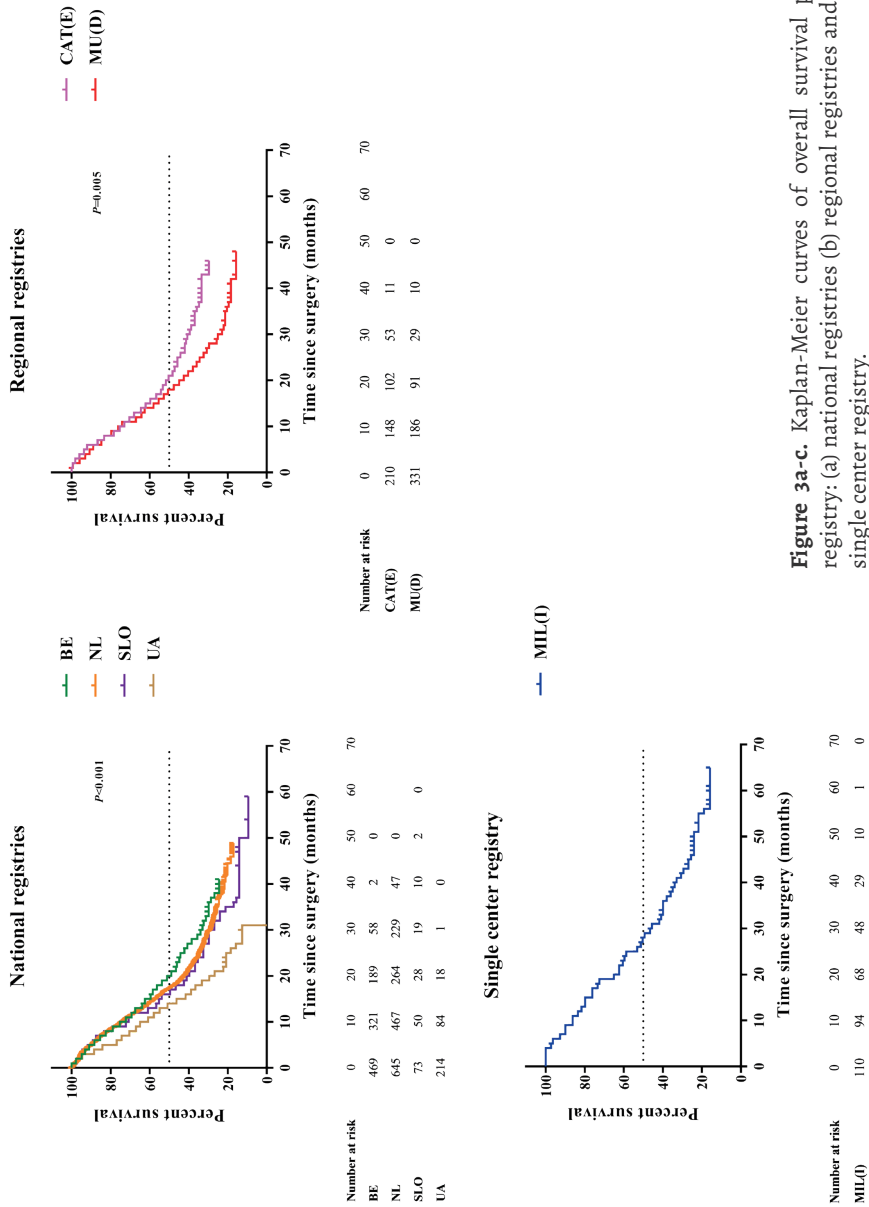 National registries
BE
NL
SLO
UA
P<0.001
Percent survival
100
80
60
40
20
0
0 10 20 30 40 50 60 70
Time since surgery (months)
Number at risk 0 10 20 30 40 50 60 70
BE 469 321 189 58 2 0
NL 645 467 264 229 47 0
SLO 73 50 28 19 10 2 0
UA 214 84 18 1 0
Regional registries
CAT(E)
MU(D)
P=0.005
Percent survival
100
80
60
40
20
0
0 10 20 30 40 50 60 70
Time since surgery (months)
Number at risk 0 10 20 30 40 50 60 70
CAT(E) 210 148 102 53 11 0
MU(D) 331 186 91 29 10 0
Single center registry
MIL(I)
Percent survival
100
80
60
40
20
0
0 10 20 30 40 50 60 70
Time since surgery (months)
Number at risk 0 10 20 30 40 50 60 70
MIL(I) 110 94 68 48 29 10 1 0
Figure 3a-c. Kaplan-Meier curves of overall survival p
registry: (a) national registries (b) regional registries and
single center registry.